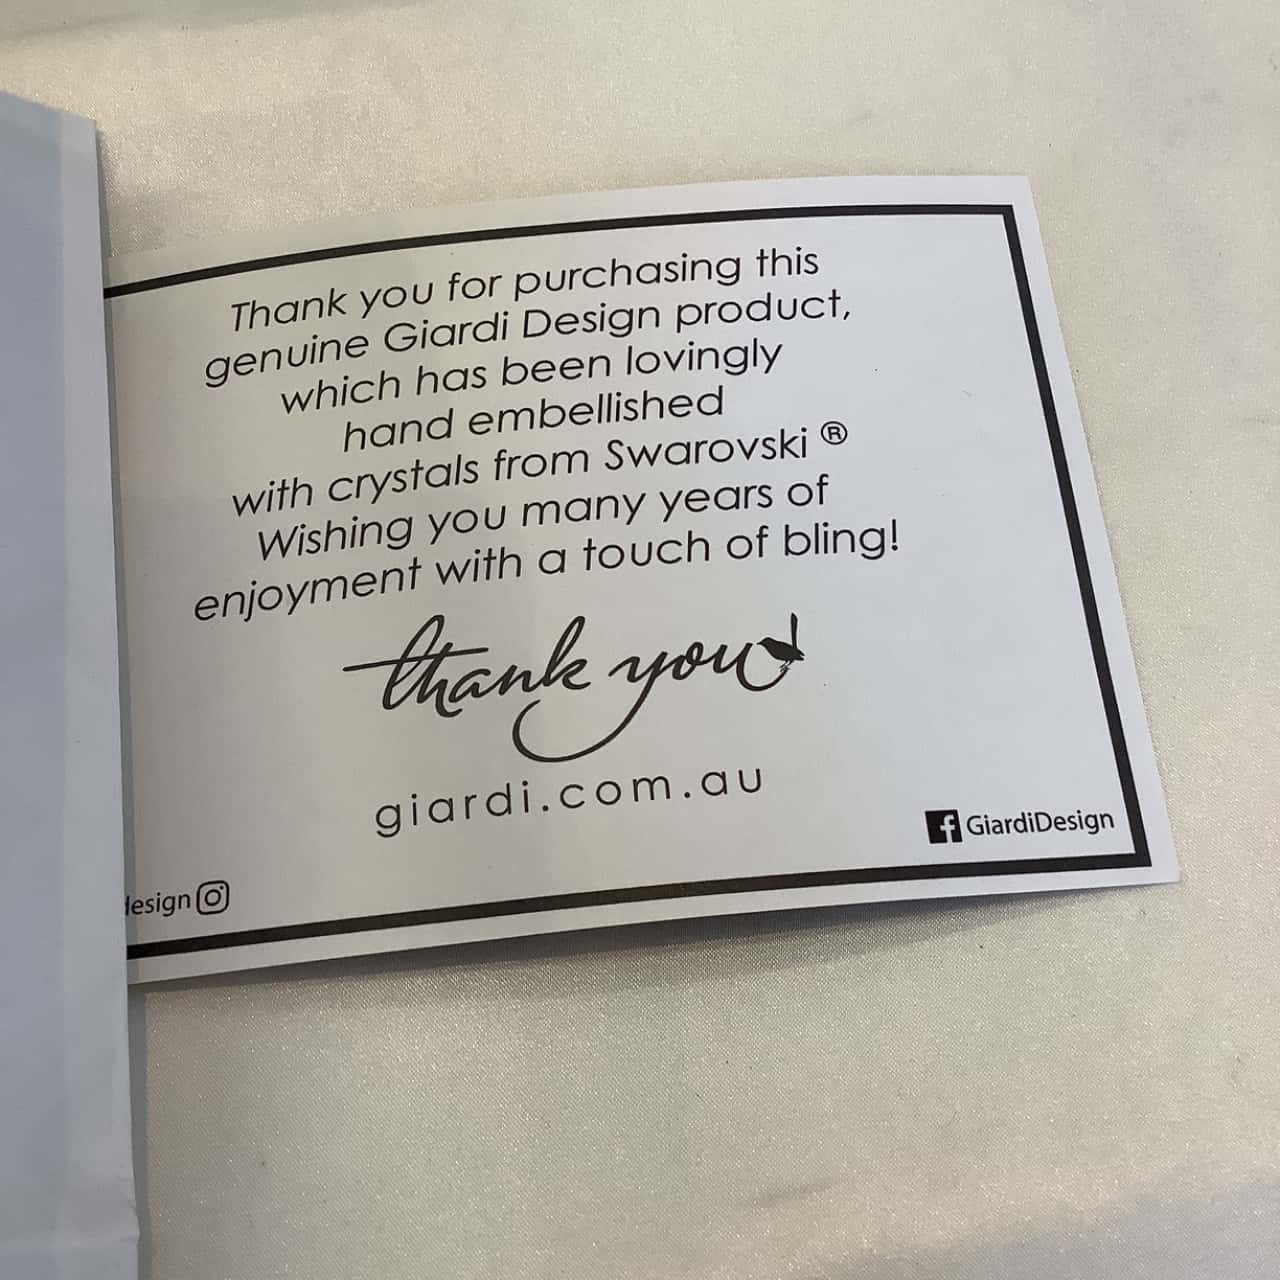 Thank you for purchasing this
genuine Giardi Design product,
which has been lovingly
hand embellished
with crystals from Swarovski ®
Wishing you many years of
enjoyment with a touch of bling!
thank you
giardi.com.au
GiardiDesign